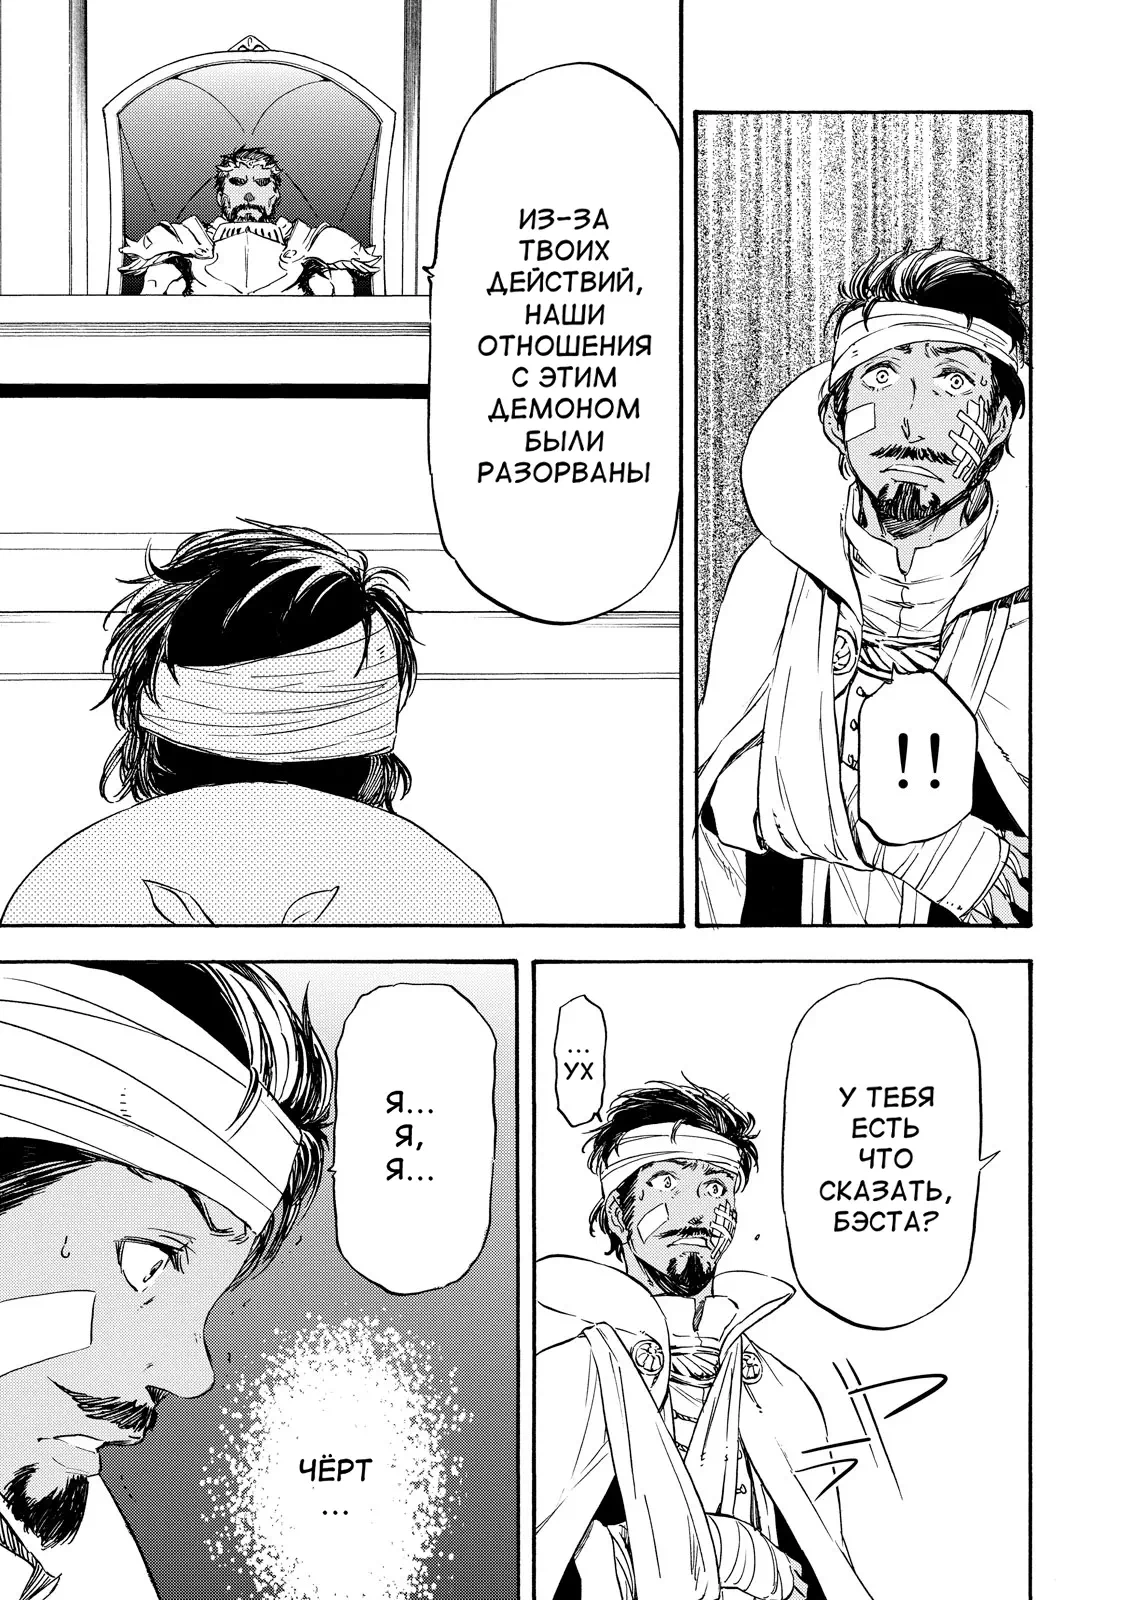 !!
ИЗ-ЗА
ТВОИХ
ДЕЙСТВИЙ,
НАШИ
ОТНОШЕНИЯ
С ЭТИМ
ДЕМОНОМ
БЫЛИ
РАЗОРВАНЫ
У ТЕБЯ
ЕСТЬ
ЧТО
СКАЗАТЬ,
БЭСТА?
...
УХ
Я...
Я,
Я...
ЧЁРТ
...